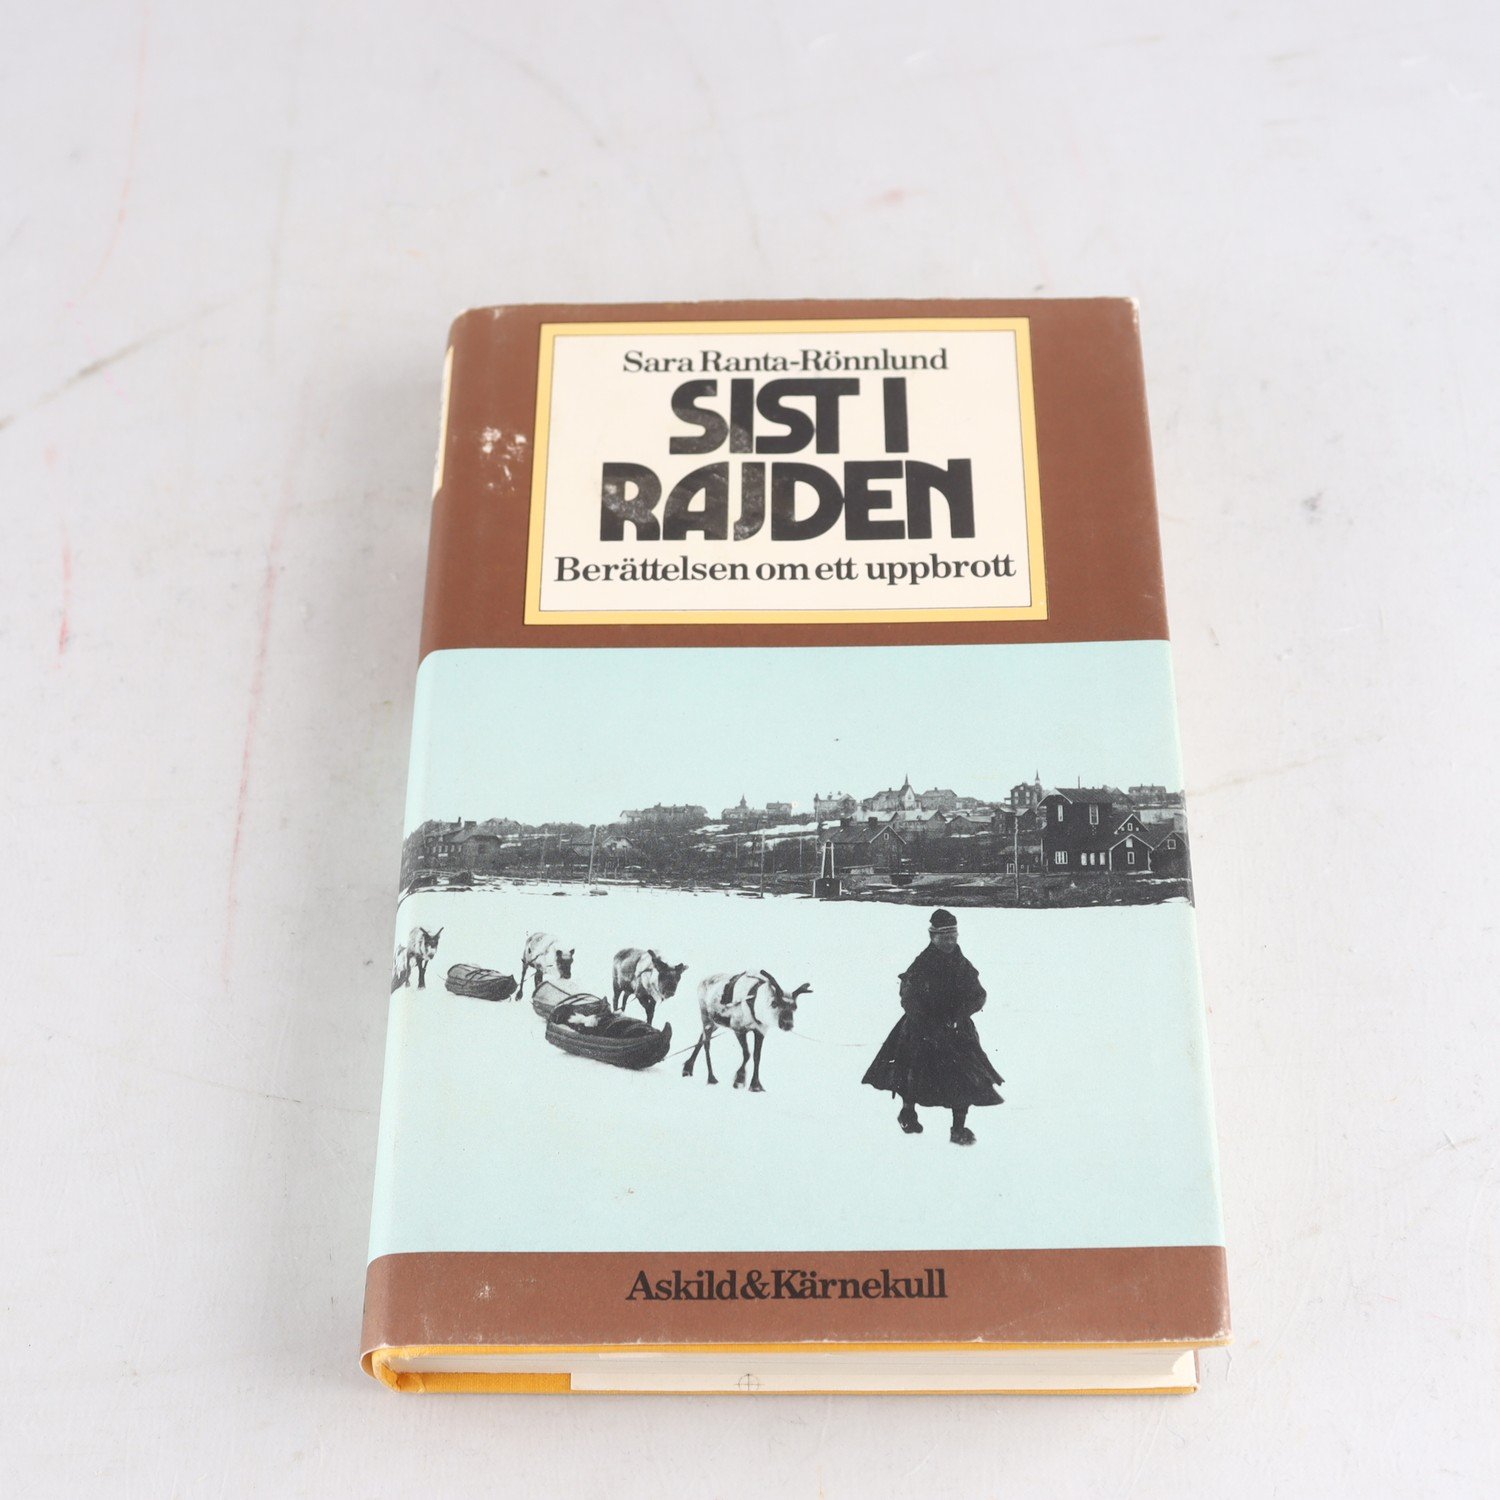 Sara Ranta-Rönnlund
SIST I
RAJDEN
Berättelsen om ett uppbrott
Askild & Kärnekull